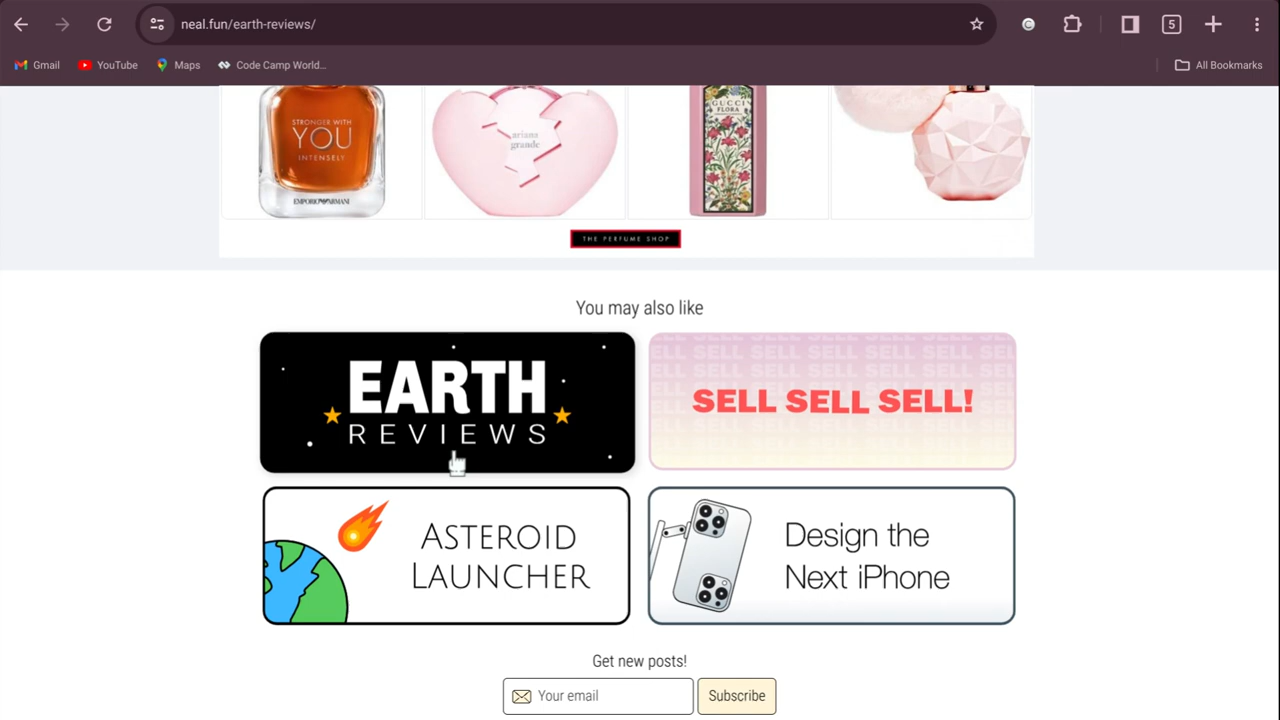 neal.fun/earth-reviews/
5
Gmail
YouTube
Maps
Code Camp World...
All Bookmarks
STRONGER WITH
YOU
INTENSELY
EMPORIO ARMANI
ariana
grande
GUCCI
FLORA
THE PERFUME SHOP
You may also like
EARTH
REVIEWS
SELL SELL SELL!
ASTEROID
LAUNCHER
Design the
Next iPhone
Get new posts!
Your email
Subscribe